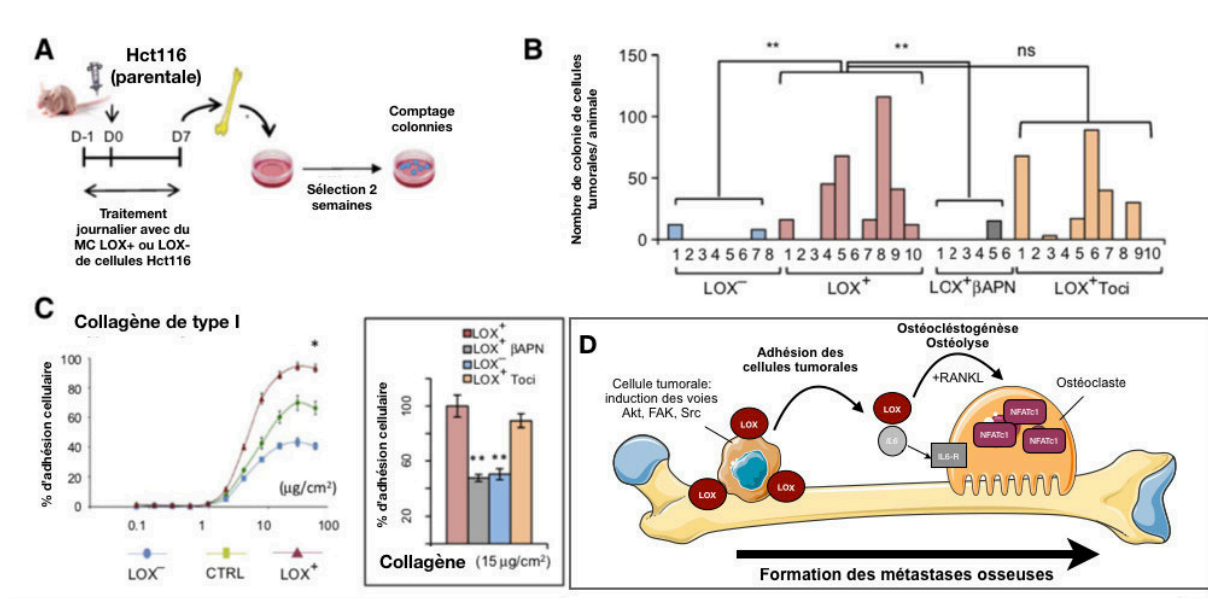 A
Hct116
(parentale)
D-1 D0 D7
Traitement
journalier avec du
MC LOX+ ou LOX-
de cellules Hct116
Sélection 2
semaines
Comptage
colonnies
B
Nombre de colonie de cellules
tumorales/ animale
150
100
50
0
** ** ns
1 2 3 4 5 6 7 8 1 2 3 4 5 6 7 8 9 10 1 2 3 4 5 6 1 2 3 4 5 6 7 8 9 10
LOX⁻ LOX⁺ LOX⁺βAPN LOX⁺Toci
C
Collagène de type I
% d'adhésion cellulaire
100
80
60
40
20
0
*
(µg/cm²)
0.1 1 10 100
LOX⁻ CTRL LOX⁺
LOX⁺
LOX⁺ βAPN
LOX⁻
LOX⁺ Toci
% d'adhésion cellulaire
100
60
20
** **
Collagène (15 µg/cm²)
D
Cellule tumorale:
induction des voies
Akt, FAK, Src
LOX
LOX
LOX
Adhésion des
cellules tumorales
Ostéocléstogénèse
Ostéolyse
+RANKL
LOX
IL6
IL6-R
NFATc1
NFATc1
NFATc1
Ostéoclaste
Formation des métastases osseuses